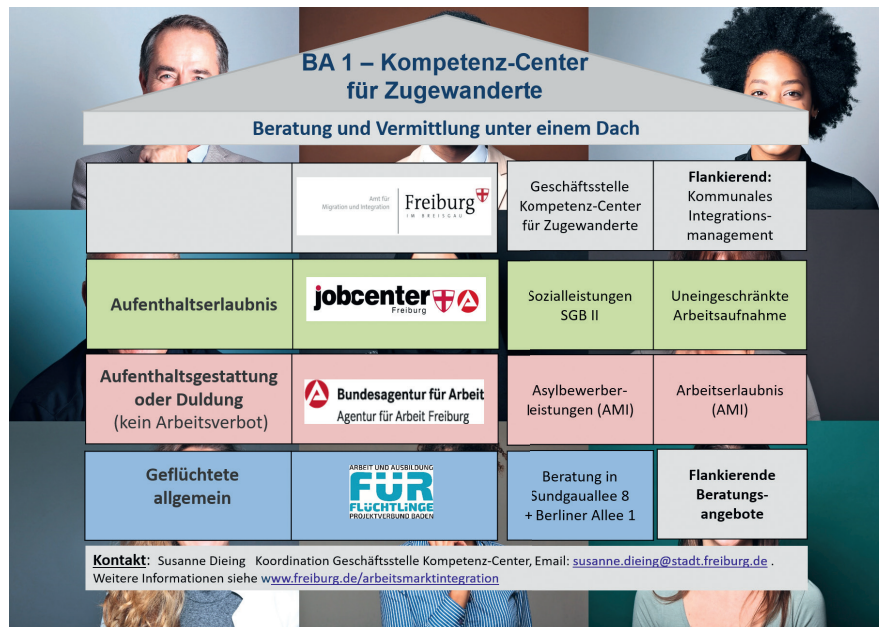 BA 1 – Kompetenz-Center
für Zugewanderte
Beratung und Vermittlung unter einem Dach
Amt für
Migration und Integration
Freiburg
IM BREISGAU
Geschäftsstelle
Kompetenz-Center
für Zugewanderte
Flankierend:
Kommunales
Integrations-
management
Aufenthaltserlaubnis
jobcenter
Freiburg
Sozialleistungen
SGB II
Uneingeschränkte
Arbeitsaufnahme
Aufenthaltsgestattung
oder Duldung
(kein Arbeitsverbot)
Bundesagentur für Arbeit
Agentur für Arbeit Freiburg
Asylbewerber-
leistungen (AMI)
Arbeitserlaubnis
(AMI)
Geflüchtete
allgemein
ARBEIT UND AUSBILDUNG
FÜR
FLÜCHTLINGE
PROJEKTVERBUND BADEN
Beratung in
Sundgauallee 8
+ Berliner Allee 1
Flankierende
Beratungs-
angebote
Kontakt: Susanne Dieing Koordination Geschäftsstelle Kompetenz-Center, Email: susanne.dieing@stadt.freiburg.de .
Weitere Informationen siehe www.freiburg.de/arbeitsmarktintegration